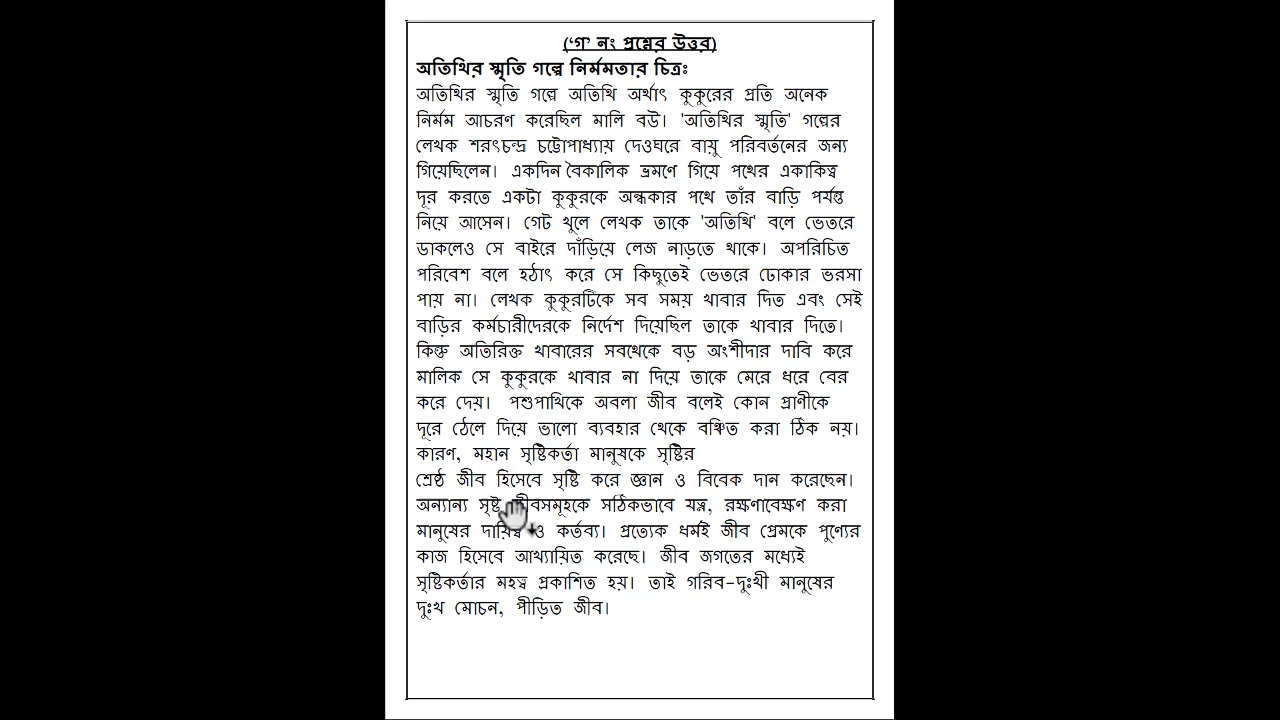 ('গ' নং প্রশ্নের উত্তর)
অতিথির স্মৃতি গল্পে নির্মমতার চিত্রঃ
অতিথির স্মৃতি গল্পে অতিথি অর্থাৎ কুকুরের প্রতি অনেক
নির্মম আচরণ করেছিল মালি বউ। 'অতিথির স্মৃতি' গল্পের
লেখক শরৎচন্দ্র চট্টোপাধ্যায় দেওঘরে বায়ু পরিবর্তনের জন্য
গিয়েছিলেন। একদিন বৈকালিক ভ্রমণে গিয়ে পথের একাকিত্ব
দূর করতে একটা কুকুরকে অন্ধকার পথে তাঁর বাড়ি পর্যন্ত
নিয়ে আসেন। গেট খুলে লেখক তাকে 'অতিথি' বলে ভেতরে
ডাকলেও সে বাইরে দাঁড়িয়ে লেজ নাড়তে থাকে। অপরিচিত
পরিবেশ বলে হঠাৎ করে সে কিছুতেই ভেতরে ঢোকার ভরসা
পায় না। লেখক কুকুরটিকে সব সময় খাবার দিত এবং সেই
বাড়ির কর্মচারীদেরকে নির্দেশ দিয়েছিল তাকে খাবার দিতে।
কিন্তু অতিরিক্ত খাবারের সবথেকে বড় অংশীদার দাবি করে
মালিক সে কুকুরকে খাবার না দিয়ে তাকে মেরে ধরে বের
করে দেয়। পশুপাখিকে অবলা জীব বলেই কোন প্রাণীকে
দূরে ঠেলে দিয়ে ভালো ব্যবহার থেকে বঞ্চিত করা ঠিক নয়।
কারণ, মহান সৃষ্টিকর্তা মানুষকে সৃষ্টির
শ্রেষ্ঠ জীব হিসেবে সৃষ্টি করে জ্ঞান ও বিবেক দান করেছেন।
অন্যান্য সৃষ্ট জীবসমূহকে সঠিকভাবে যত্ন, রক্ষণাবেক্ষণ করা
মানুষের দায়িত্ব ও কর্তব্য। প্রত্যেক ধর্মই জীব প্রেমকে পুণ্যের
কাজ হিসেবে আখ্যায়িত করেছে। জীব জগতের মধ্যেই
সৃষ্টিকর্তার মহত্ব প্রকাশিত হয়। তাই গরিব-দুঃখী মানুষের
দুঃখ মোচন, পীড়িত জীব।